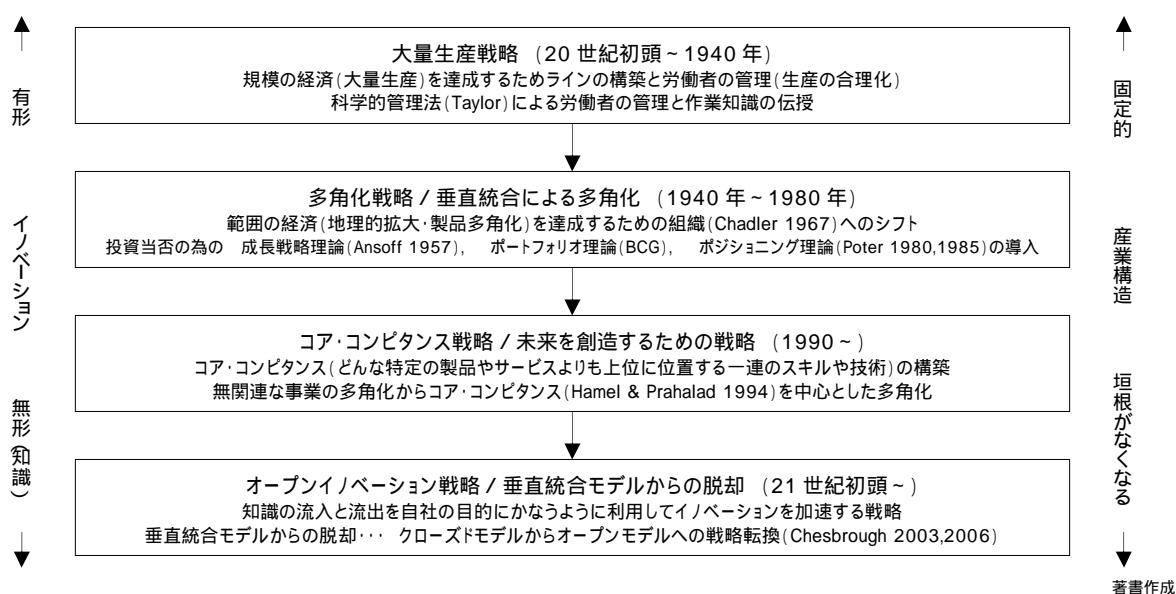 大量生産戦略 (20世紀初頭~1940年)
規模の経済(大量生産)を達成するためラインの構築と労働者の管理(生産の合理化)
科学的管理法(Taylor)による労働者の管理と作業知識の伝授
多角化戦略 / 垂直統合による多角化 (1940年~1980年)
範囲の経済(地理的拡大・製品多角化)を達成するための組織(Chadler 1967)へのシフト
投資当否の為の 成長戦略理論(Ansoff 1957), ポートフォリオ理論(BCG), ポジショニング理論(Poter 1980,1985)の導入
コア・コンピタンス戦略 / 未来を創造するための戦略 (1990~)
コア・コンピタンス(どんな特定の製品やサービスよりも上位に位置する一連のスキルや技術)の構築
無関連な事業の多角化からコア・コンピタンス(Hamel & Prahalad 1994)を中心とした多角化
オープンイノベーション戦略 / 垂直統合モデルからの脱却 (21世紀初頭~)
知識の流入と流出を自社の目的にかなうように利用してイノベーションを加速する戦略
垂直統合モデルからの脱却・・・ クローズドモデルからオープンモデルへの戦略転換(Chesbrough 2003,2006)
有形
イノベーション
無形(知識)
固定的
産業構造
垣根がなくなる
著書作成